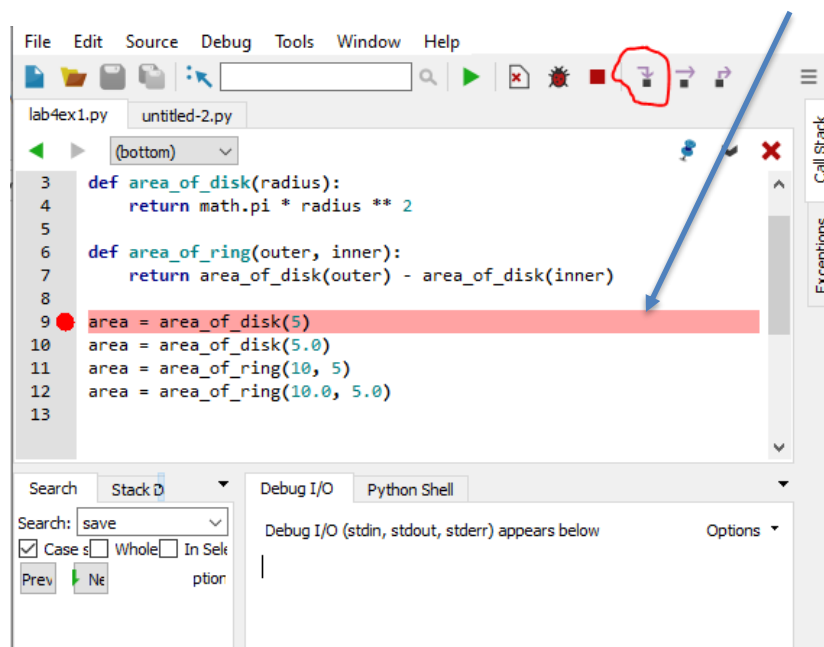 File Edit Source Debug Tools Window Help
lab4ex1.py untitled-2.py
(bottom)
3 def area_of_disk(radius):
4 return math.pi * radius ** 2
5
6 def area_of_ring(outer, inner):
7 return area_of_disk(outer) - area_of_disk(inner)
8
9 area = area_of_disk(5)
10 area = area_of_disk(5.0)
11 area = area_of_ring(10, 5)
12 area = area_of_ring(10.0, 5.0)
13
Call Stack
Exceptions
Search Stack D
Search: save
Case s Whole In Sele
Prev Ne ption
Debug I/O Python Shell
Debug I/O (stdin, stdout, stderr) appears below Options